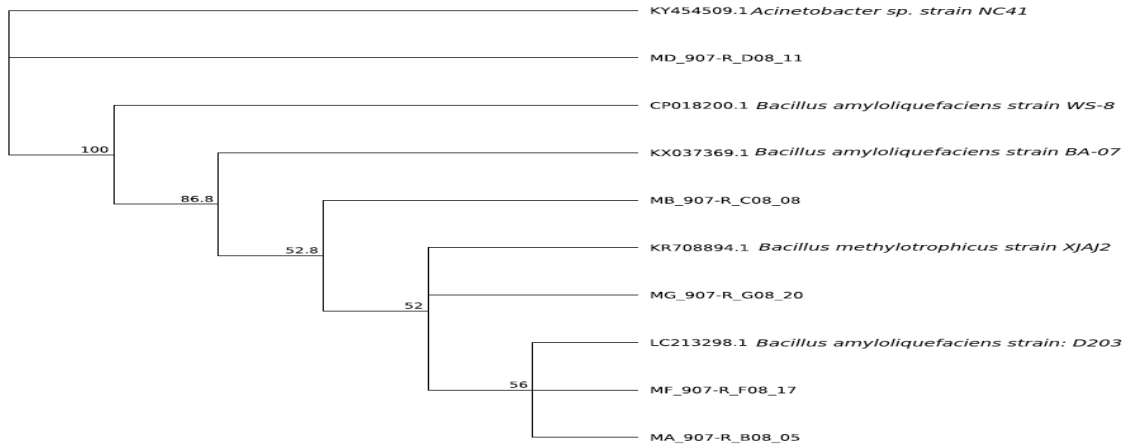 KY454509.1 Acinetobacter sp. strain NC41
MD_907-R_D08_11
CP018200.1 Bacillus amyloliquefaciens strain WS-8
100
KX037369.1 Bacillus amyloliquefaciens strain BA-07
86.8
MB_907-R_C08_08
52.8
KR708894.1 Bacillus methylotrophicus strain XJAJ2
MG_907-R_G08_20
52
LC213298.1 Bacillus amyloliquefaciens strain: D203
56
MF_907-R_F08_17
MA_907-R_B08_05